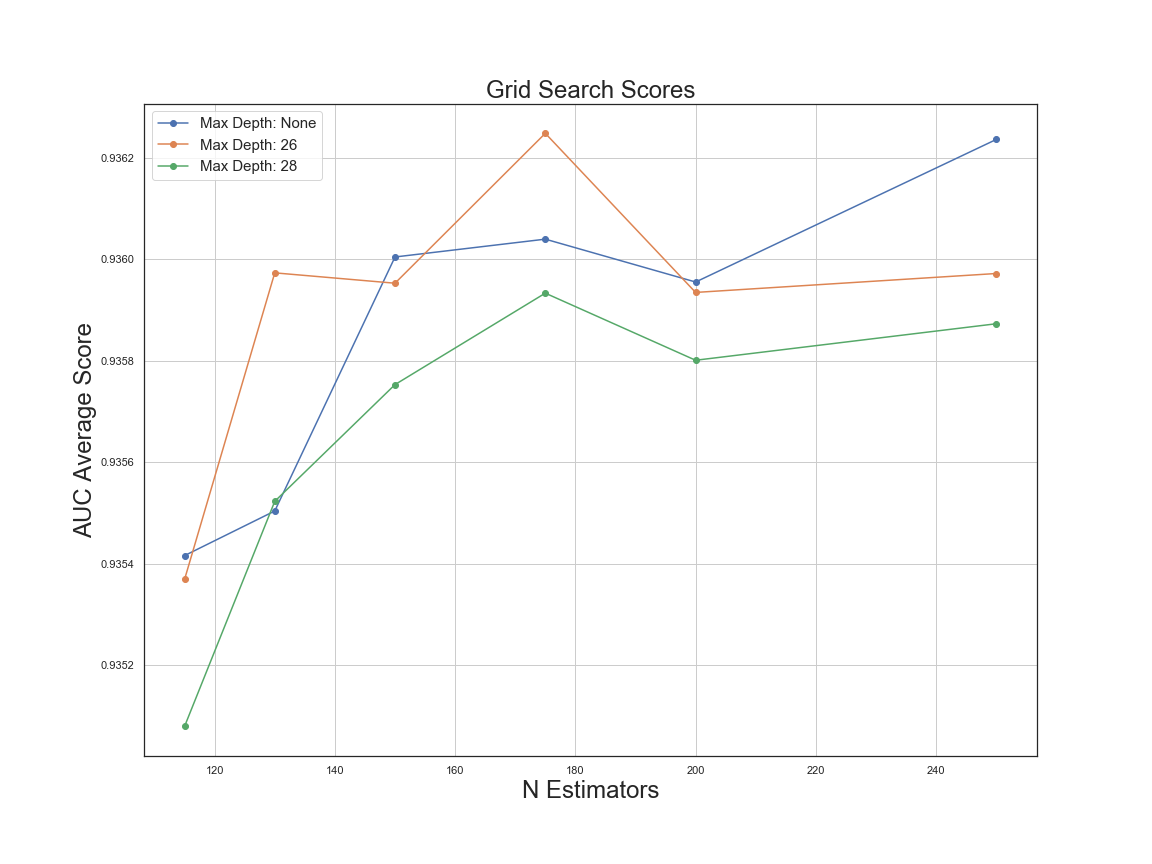 Grid Search Scores
Max Depth: None
Max Depth: 26
Max Depth: 28
0.9362
0.9360
0.9358
0.9356
0.9354
0.9352
AUC Average Score
120 140 160 180 200 220 240
N Estimators